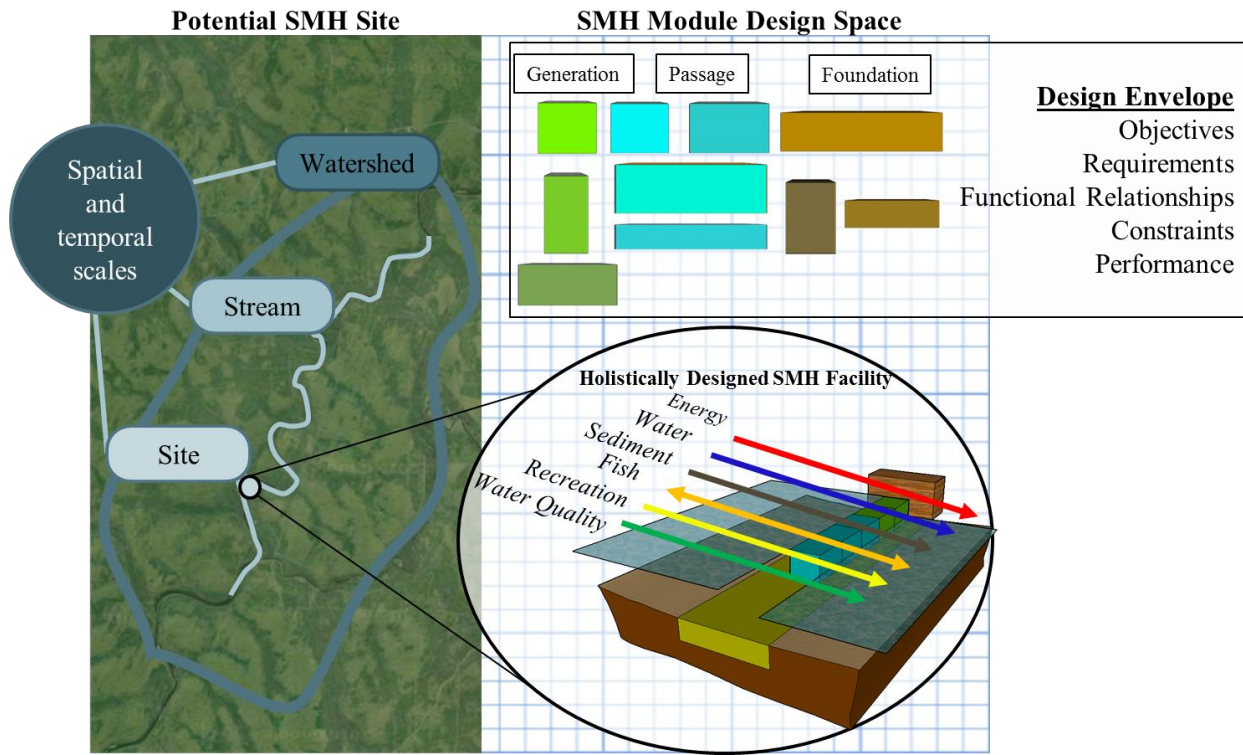 Potential SMH Site
SMH Module Design Space
Spatial
and
temporal
scales
Watershed
Stream
Site
Generation
Passage
Foundation
Design Envelope
Objectives
Requirements
Functional Relationships
Constraints
Performance
Holistically Designed SMH Facility
Energy
Water
Sediment
Fish
Recreation
Water Quality